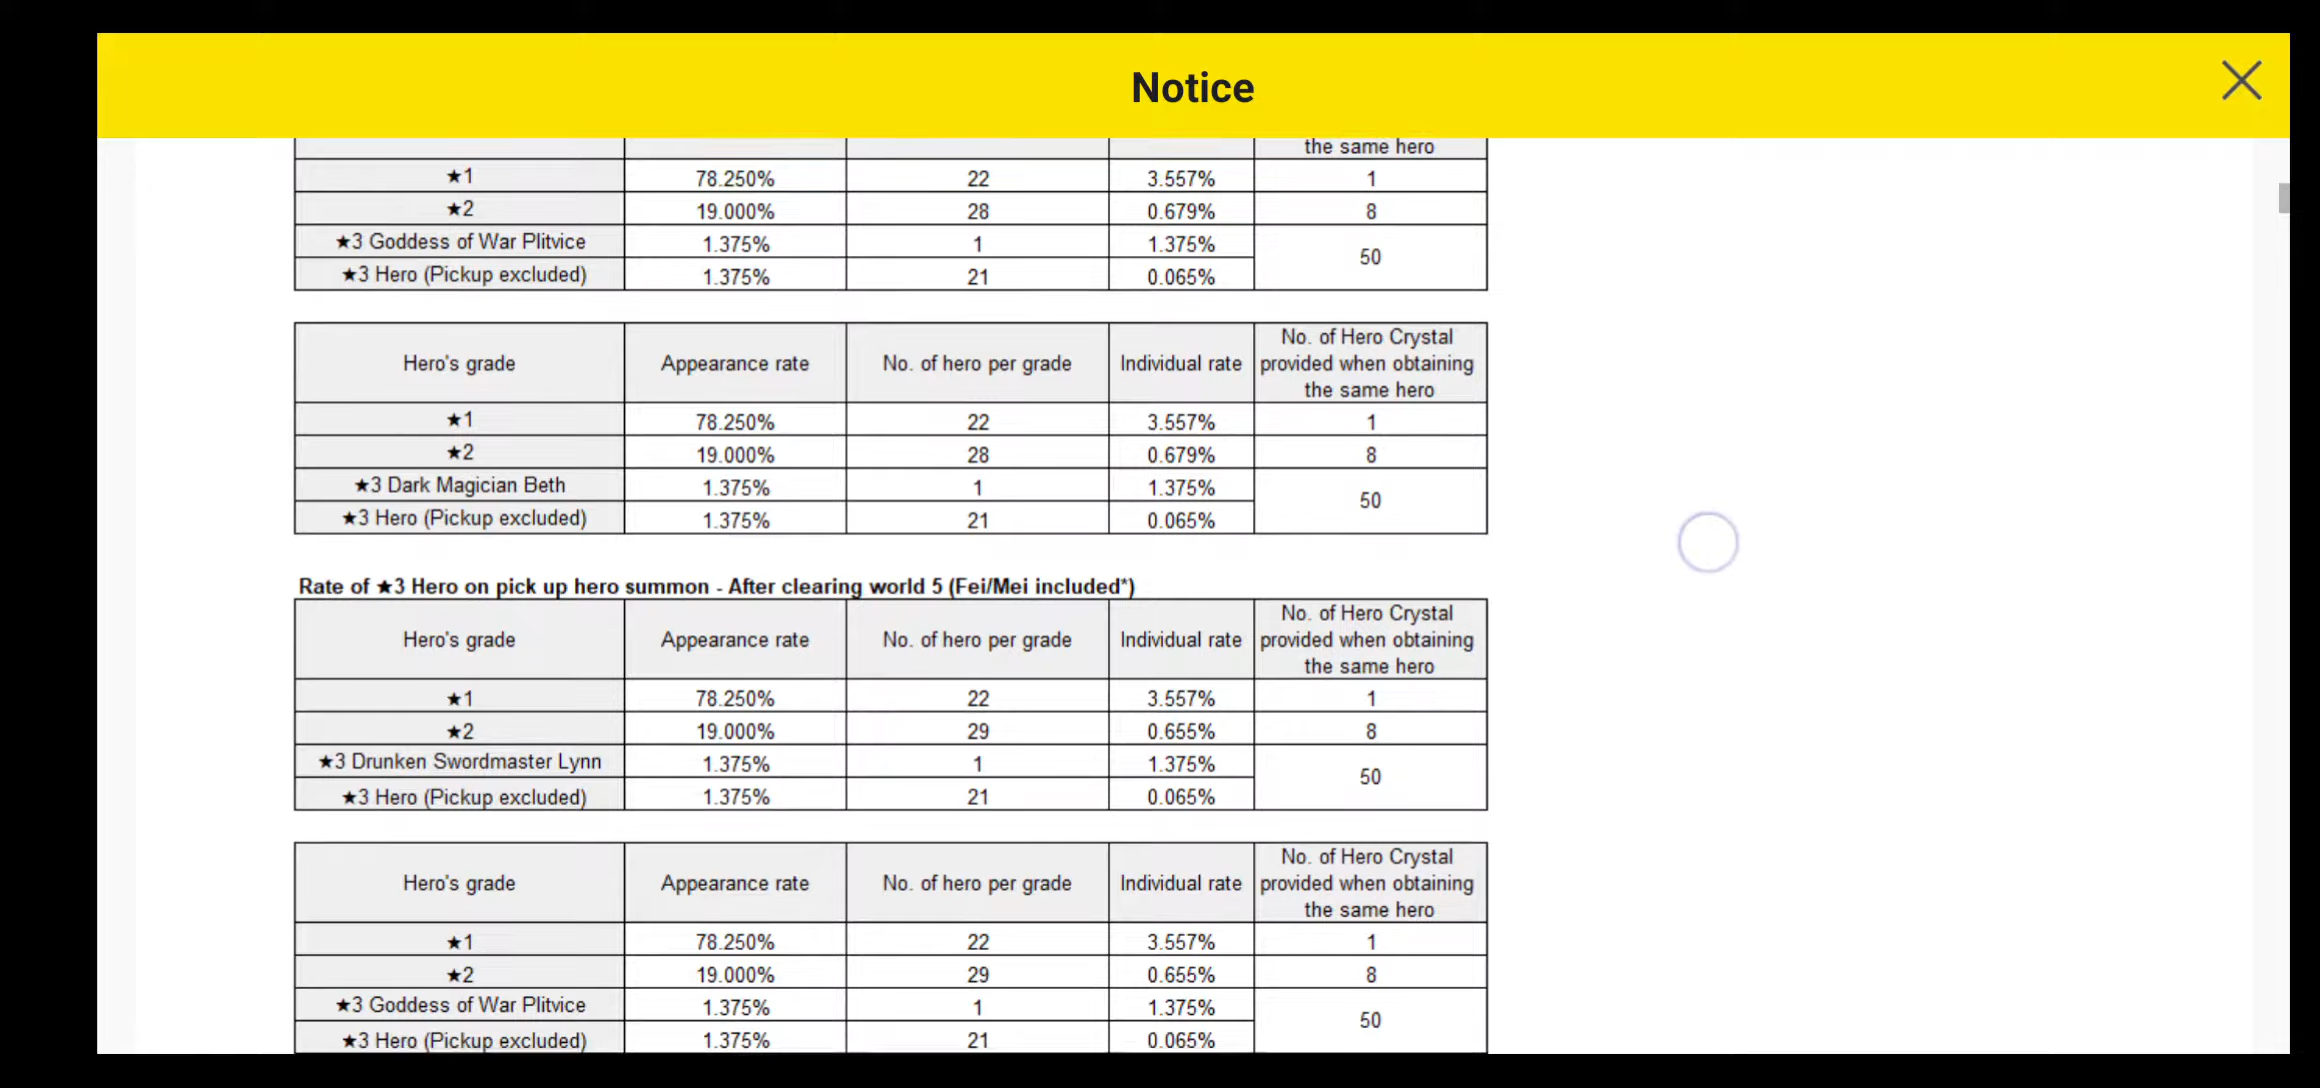 Notice
the same hero
★1 78.250% 22 3.557% 1
★2 19.000% 28 0.679% 8
★3 Goddess of War Plitvice 1.375% 1 1.375% 50
★3 Hero (Pickup excluded) 1.375% 21 0.065%
Hero's grade Appearance rate No. of hero per grade Individual rate No. of Hero Crystal
provided when obtaining
the same hero
★1 78.250% 22 3.557% 1
★2 19.000% 28 0.679% 8
★3 Dark Magician Beth 1.375% 1 1.375% 50
★3 Hero (Pickup excluded) 1.375% 21 0.065%
Rate of ★3 Hero on pick up hero summon - After clearing world 5 (Fei/Mei included*)
Hero's grade Appearance rate No. of hero per grade Individual rate No. of Hero Crystal
provided when obtaining
the same hero
★1 78.250% 22 3.557% 1
★2 19.000% 29 0.655% 8
★3 Drunken Swordmaster Lynn 1.375% 1 1.375% 50
★3 Hero (Pickup excluded) 1.375% 21 0.065%
Hero's grade Appearance rate No. of hero per grade Individual rate No. of Hero Crystal
provided when obtaining
the same hero
★1 78.250% 22 3.557% 1
★2 19.000% 29 0.655% 8
★3 Goddess of War Plitvice 1.375% 1 1.375% 50
★3 Hero (Pickup excluded) 1.375% 21 0.065%